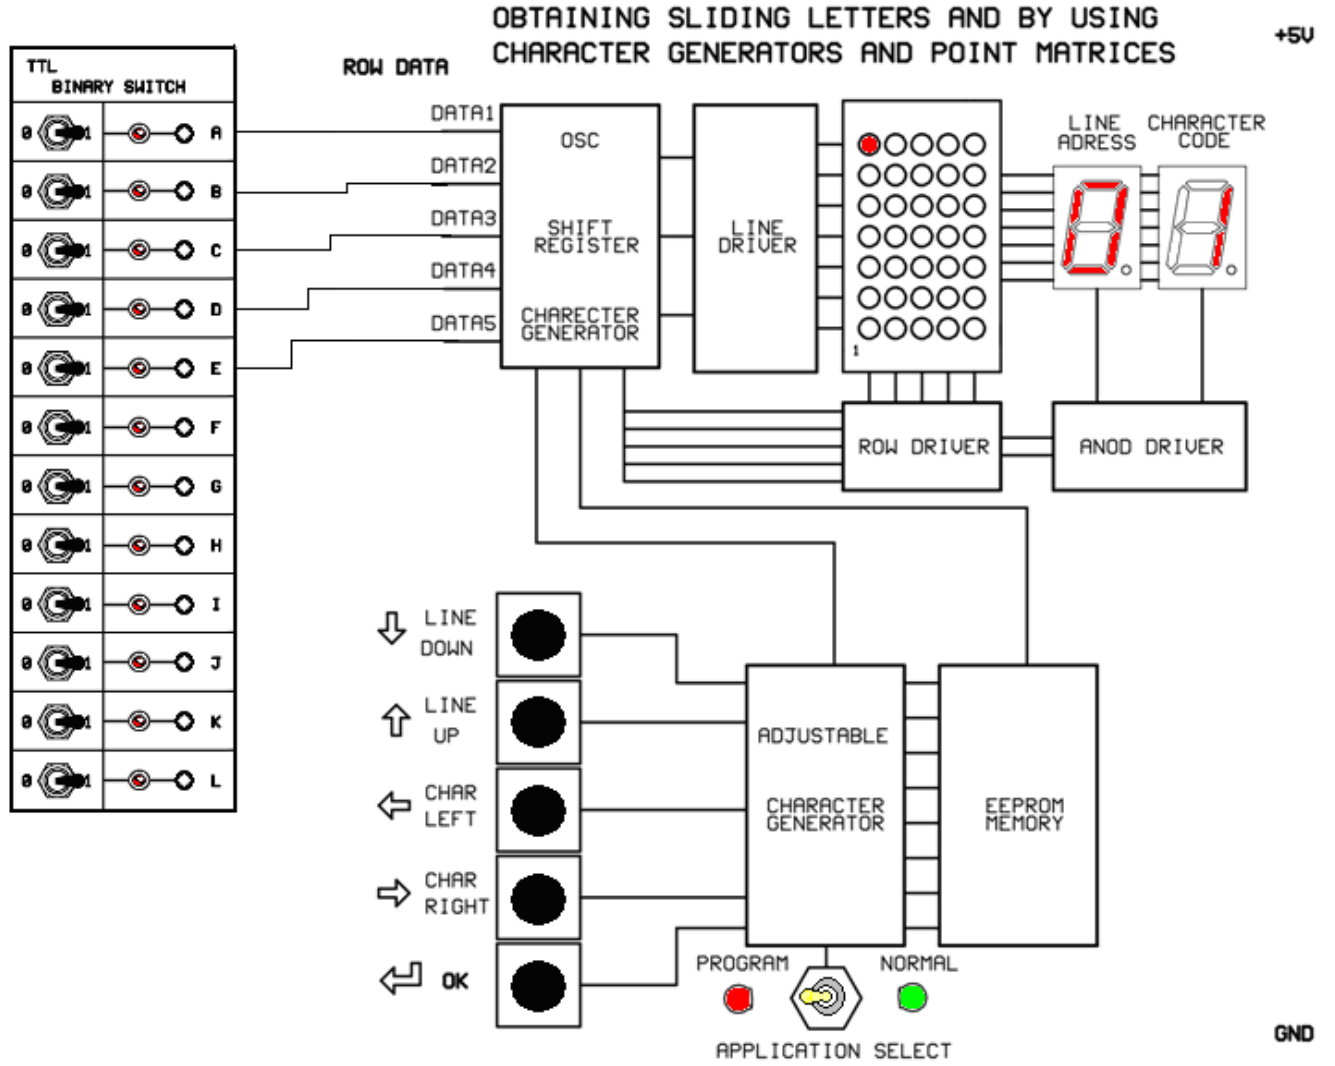 OBTAINING SLIDING LETTERS AND BY USING
CHARACTER GENERATORS AND POINT MATRICES
+5V
TTL
BINARY SWITCH
0 1 A
0 1 B
0 1 C
0 1 D
0 1 E
0 1 F
0 1 G
0 1 H
0 1 I
0 1 J
0 1 K
0 1 L
ROW DATA
DATA1
DATA2
DATA3
DATA4
DATA5
OSC
SHIFT
REGISTER
CHARECTER
GENERATOR
LINE
DRIVER
1
LINE
ADRESS
CHARACTER
CODE
0
1
ROW DRIVER
ANOD DRIVER
LINE
DOWN
LINE
UP
CHAR
LEFT
CHAR
RIGHT
OK
ADJUSTABLE
CHARACTER
GENERATOR
EEPROM
MEMORY
PROGRAM
NORMAL
APPLICATION SELECT
GND